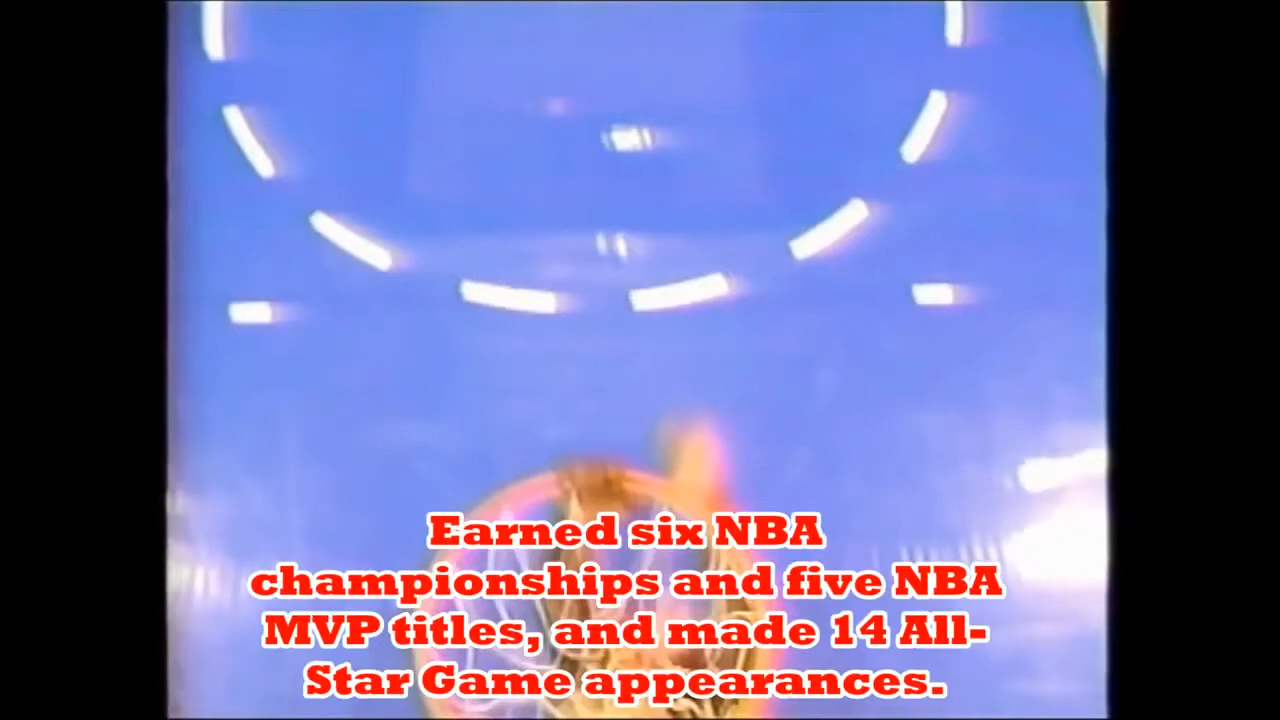 Earned six NBA
championships and five NBA
MVP titles, and made 14 All-
Star Game appearances.